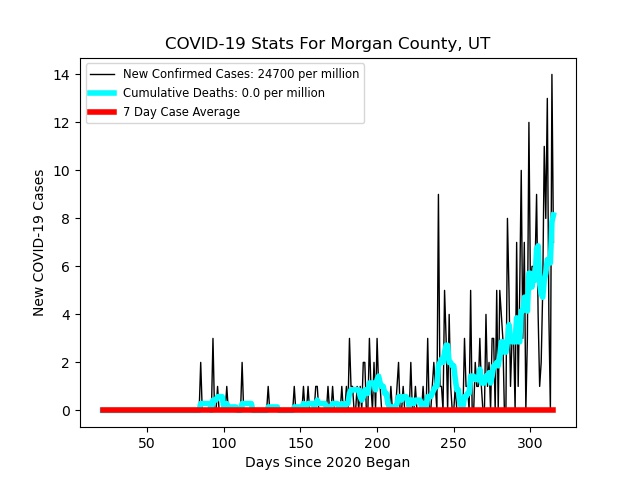 COVID-19 Stats For Morgan County, UT
New Confirmed Cases: 24700 per million
Cumulative Deaths: 0.0 per million
7 Day Case Average
New COVID-19 Cases
14
12
10
8
6
4
2
0
50 100 150 200 250 300
Days Since 2020 Began